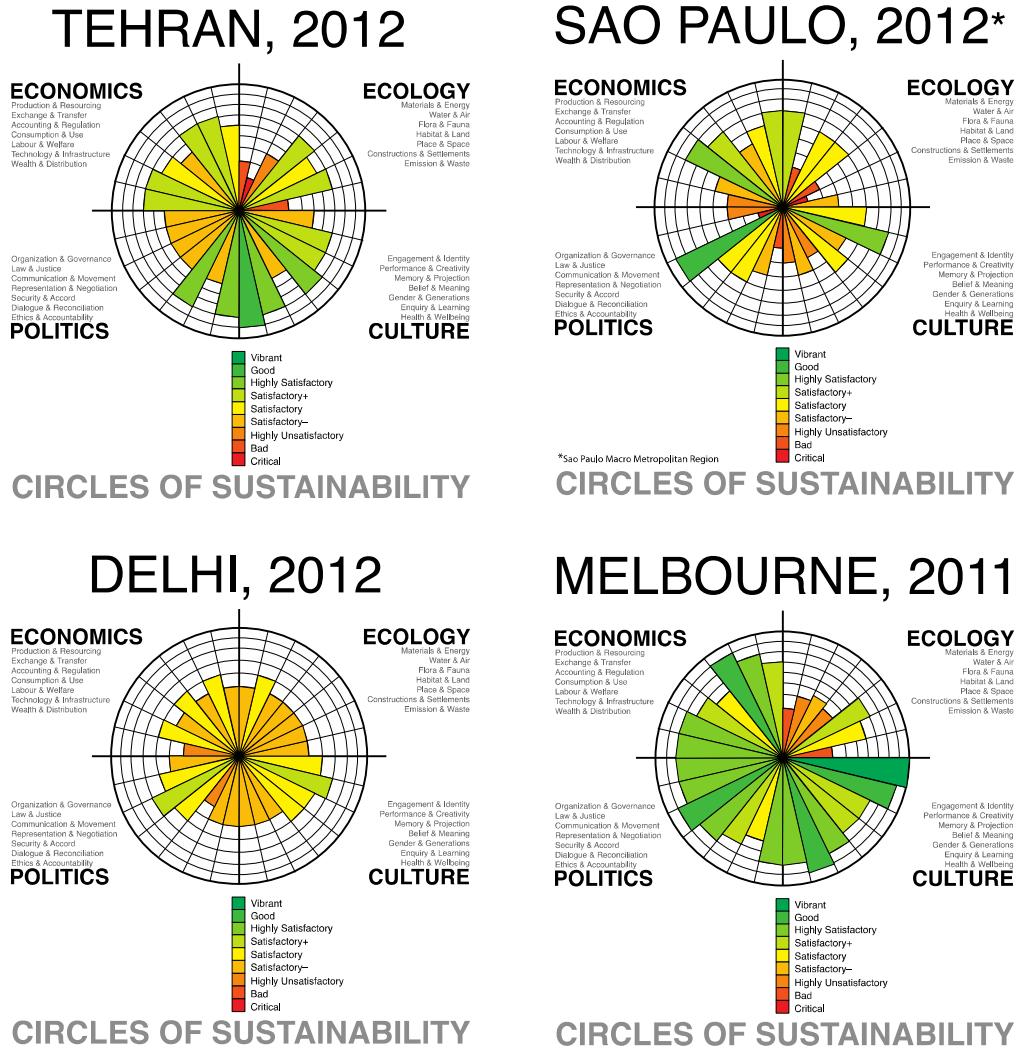 TEHRAN, 2012
ECONOMICS
Production & Resourcing
Exchange & Transfer
Accounting & Regulation
Consumption & Use
Labour & Welfare
Technology & Infrastructure
Wealth & Distribution
ECOLOGY
Materials & Energy
Water & Air
Flora & Fauna
Habitat & Land
Place & Space
Constructions & Settlements
Emission & Waste
Organization & Governance
Law & Justice
Communication & Movement
Representation & Negotiation
Security & Accord
Dialogue & Reconciliation
Ethics & Accountability
POLITICS
Engagement & Identity
Performance & Creativity
Memory & Projection
Belief & Meaning
Gender & Generations
Enquiry & Learning
Health & Wellbeing
CULTURE
Vibrant
Good
Highly Satisfactory
Satisfactory+
Satisfactory
Satisfactory–
Highly Unsatisfactory
Bad
Critical
CIRCLES OF SUSTAINABILITY
SAO PAULO, 2012*
ECONOMICS
Production & Resourcing
Exchange & Transfer
Accounting & Regulation
Consumption & Use
Labour & Welfare
Technology & Infrastructure
Wealth & Distribution
ECOLOGY
Materials & Energy
Water & Air
Flora & Fauna
Habitat & Land
Place & Space
Constructions & Settlements
Emission & Waste
Organization & Governance
Law & Justice
Communication & Movement
Representation & Negotiation
Security & Accord
Dialogue & Reconciliation
Ethics & Accountability
POLITICS
Engagement & Identity
Performance & Creativity
Memory & Projection
Belief & Meaning
Gender & Generations
Enquiry & Learning
Health & Wellbeing
CULTURE
Vibrant
Good
Highly Satisfactory
Satisfactory+
Satisfactory
Satisfactory–
Highly Unsatisfactory
Bad
Critical
*Sao Paulo Macro Metropolitan Region
CIRCLES OF SUSTAINABILITY
DELHI, 2012
ECONOMICS
Production & Resourcing
Exchange & Transfer
Accounting & Regulation
Consumption & Use
Labour & Welfare
Technology & Infrastructure
Wealth & Distribution
ECOLOGY
Materials & Energy
Water & Air
Flora & Fauna
Habitat & Land
Place & Space
Constructions & Settlements
Emission & Waste
Organization & Governance
Law & Justice
Communication & Movement
Representation & Negotiation
Security & Accord
Dialogue & Reconciliation
Ethics & Accountability
POLITICS
Engagement & Identity
Performance & Creativity
Memory & Projection
Belief & Meaning
Gender & Generations
Enquiry & Learning
Health & Wellbeing
CULTURE
Vibrant
Good
Highly Satisfactory
Satisfactory+
Satisfactory
Satisfactory–
Highly Unsatisfactory
Bad
Critical
CIRCLES OF SUSTAINABILITY
MELBOURNE, 2011
ECONOMICS
Production & Resourcing
Exchange & Transfer
Accounting & Regulation
Consumption & Use
Labour & Welfare
Technology & Infrastructure
Wealth & Distribution
ECOLOGY
Materials & Energy
Water & Air
Flora & Fauna
Habitat & Land
Place & Space
Constructions & Settlements
Emission & Waste
Organization & Governance
Law & Justice
Communication & Movement
Representation & Negotiation
Security & Accord
Dialogue & Reconciliation
Ethics & Accountability
POLITICS
Engagement & Identity
Performance & Creativity
Memory & Projection
Belief & Meaning
Gender & Generations
Enquiry & Learning
Health & Wellbeing
CULTURE
Vibrant
Good
Highly Satisfactory
Satisfactory+
Satisfactory
Satisfactory–
Highly Unsatisfactory
Bad
Critical
CIRCLES OF SUSTAINABILITY